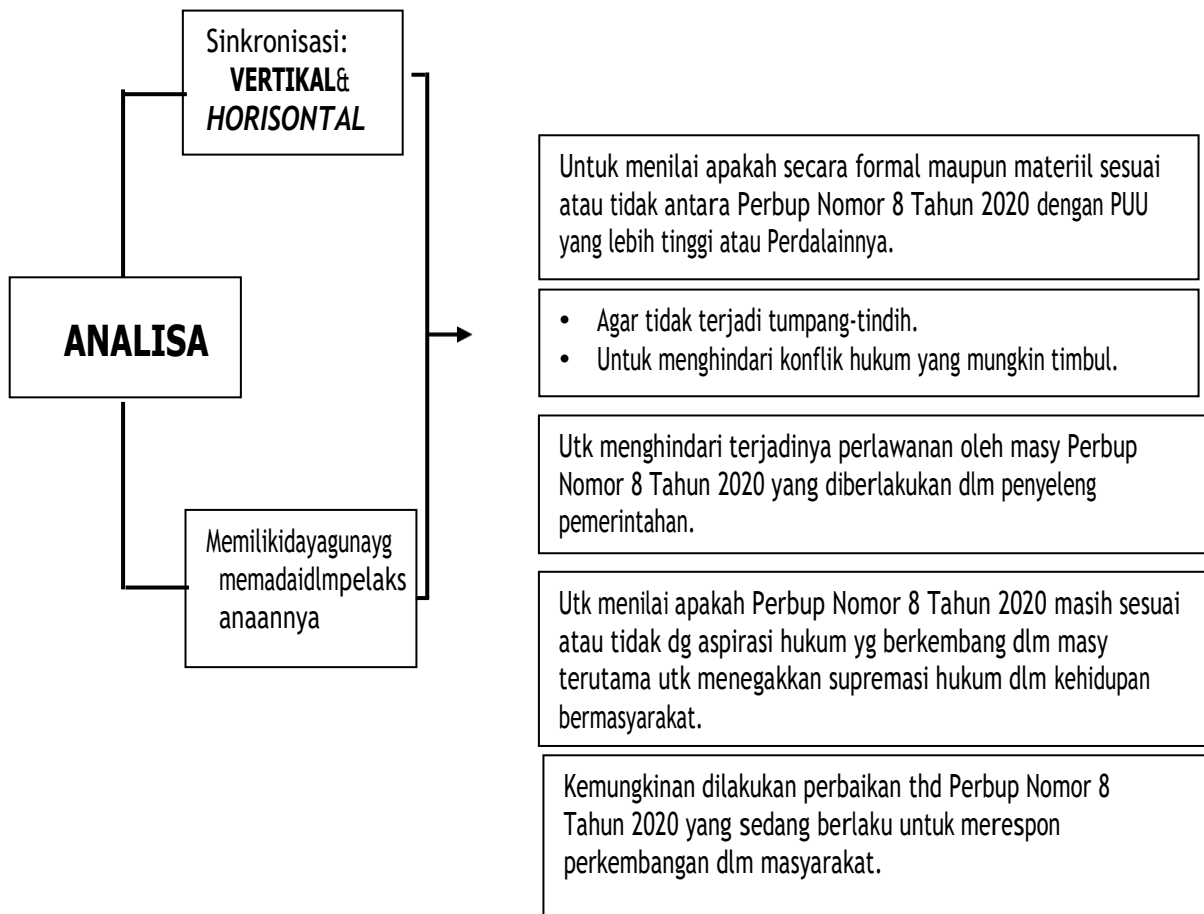 Sinkronisasi:
VERTIKAL&
HORISONTAL
ANALISA
Memilikidayagunayg
memadaidlmpelaks
anaannya
Untuk menilai apakah secara formal maupun materiil sesuai
atau tidak antara Perbup Nomor 8 Tahun 2020 dengan PUU
yang lebih tinggi atau Perdalainnya.
• Agar tidak terjadi tumpang-tindih.
• Untuk menghindari konflik hukum yang mungkin timbul.
Utk menghindari terjadinya perlawanan oleh masy Perbup
Nomor 8 Tahun 2020 yang diberlakukan dlm penyeleng
pemerintahan.
Utk menilai apakah Perbup Nomor 8 Tahun 2020 masih sesuai
atau tidak dg aspirasi hukum yg berkembang dlm masy
terutama utk menegakkan supremasi hukum dlm kehidupan
bermasyarakat.
Kemungkinan dilakukan perbaikan thd Perbup Nomor 8
Tahun 2020 yang sedang berlaku untuk merespon
perkembangan dlm masyarakat.